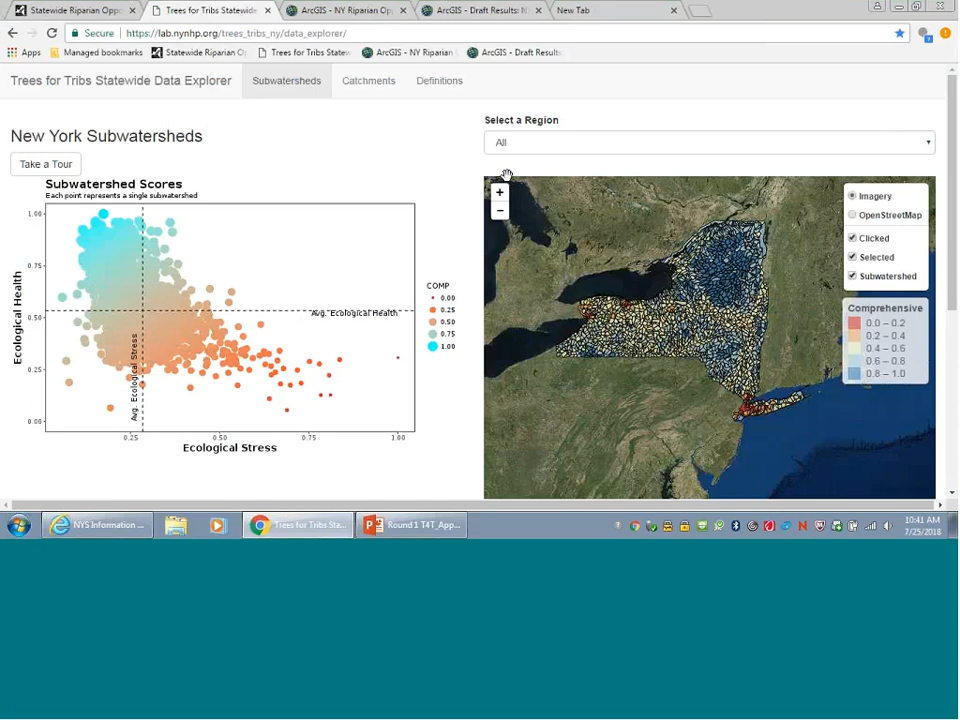 Statewide Riparian Oppo
Trees for Tribs Statewide
ArcGIS - NY Riparian Op
ArcGIS - Draft Results: N
New Tab
Secure
https://lab.nynhp.org/trees_tribs_ny/data_explorer/
Apps
Managed bookmarks
Statewide Riparian O
Trees for Tribs Statew
ArcGIS - NY Riparian
ArcGIS - Draft Results
Trees for Tribs Statewide Data Explorer
Subwatersheds
Catchments
Definitions
New York Subwatersheds
Take a Tour
Select a Region
All
Subwatershed Scores
Each point represents a single subwatershed
1.00
0.75
0.50
0.25
0.00
Ecological Health
Avg. Ecological Health
Avg. Ecological Stress
0.25
0.50
0.75
1.00
Ecological Stress
COMP
0.00
0.25
0.50
0.75
1.00
+
−
Imagery
OpenStreetMap
Clicked
Selected
Subwatershed
Comprehensive
0.0 – 0.2
0.2 – 0.4
0.4 – 0.6
0.6 – 0.8
0.8 – 1.0
NYS Information ...
Trees for Tribs Sta...
Round 1 T4T_App...
10:41 AM
7/25/2018